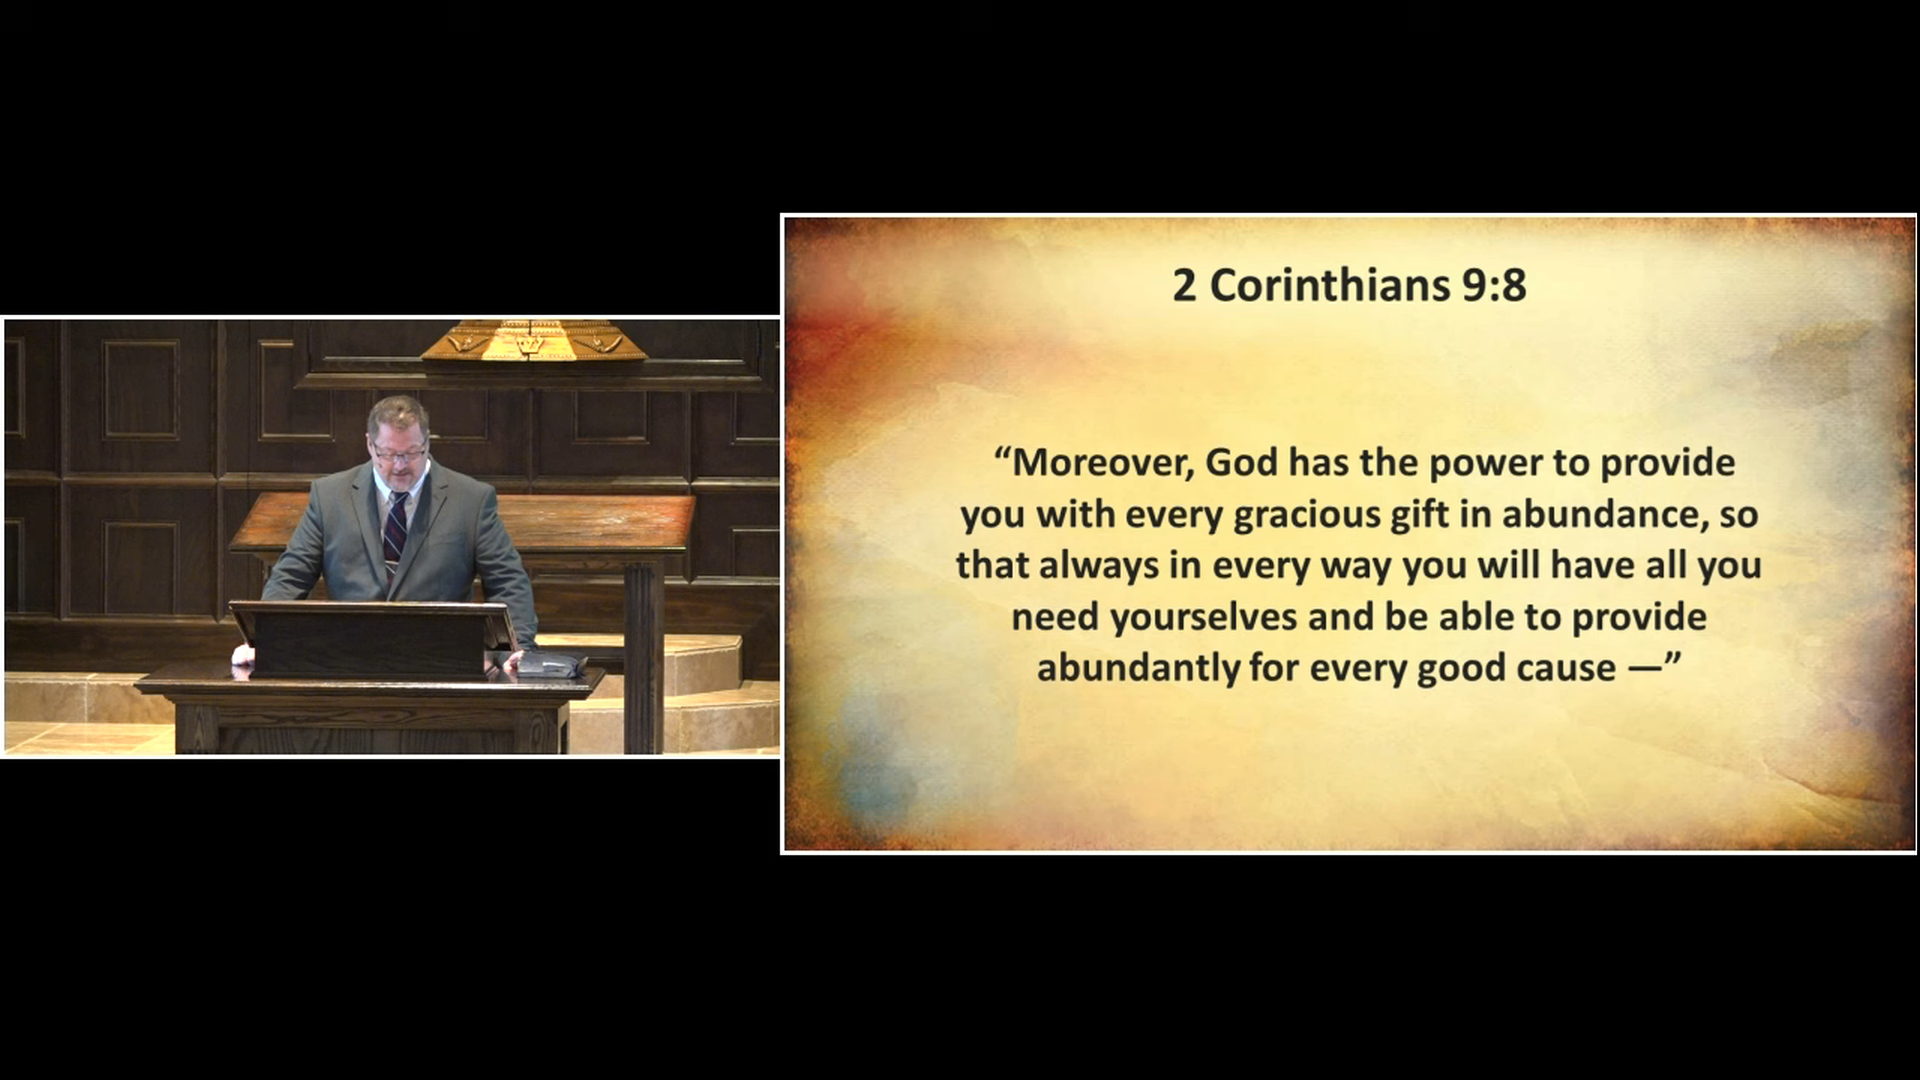 2 Corinthians 9:8
“Moreover, God has the power to provide
you with every gracious gift in abundance, so
that always in every way you will have all you
need yourselves and be able to provide
abundantly for every good cause —”